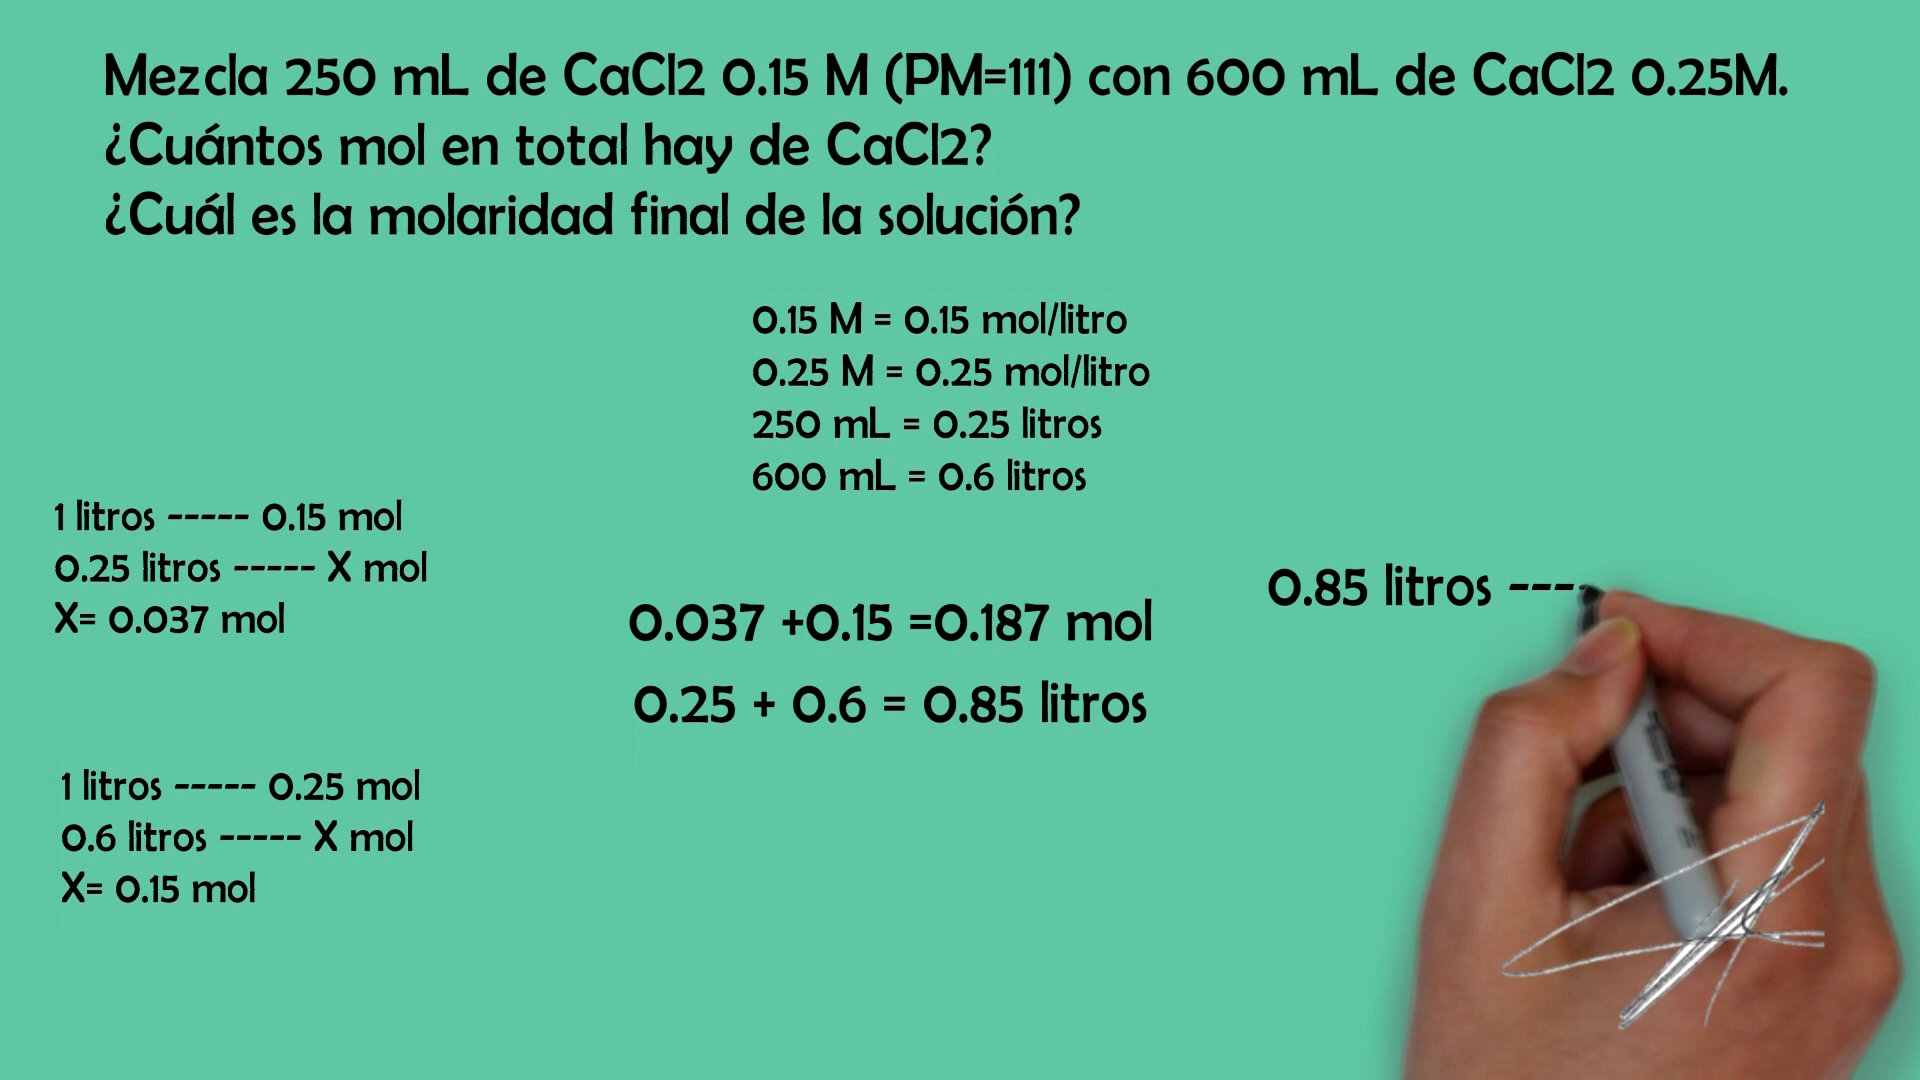 Mezcla 250 mL de CaCl2 0.15 M (PM=111) con 600 mL de CaCl2 0.25M.
¿Cuántos mol en total hay de CaCl2?
¿Cuál es la molaridad final de la solución?
0.15 M = 0.15 mol/litro
0.25 M = 0.25 mol/litro
250 mL = 0.25 litros
600 mL = 0.6 litros
1 litros ----- 0.15 mol
0.25 litros ----- X mol
X= 0.037 mol
1 litros ----- 0.25 mol
0.6 litros ----- X mol
X= 0.15 mol
0.037 +0.15 =0.187 mol
0.25 + 0.6 = 0.85 litros
0.85 litros ----